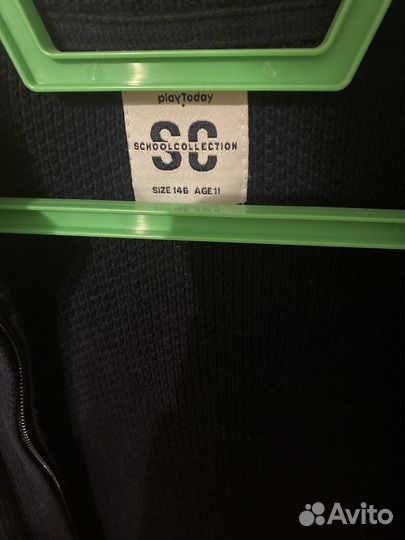 playToday
SC
SCHOOLCOLLECTION
SIZE 146 AGE 11
Avito